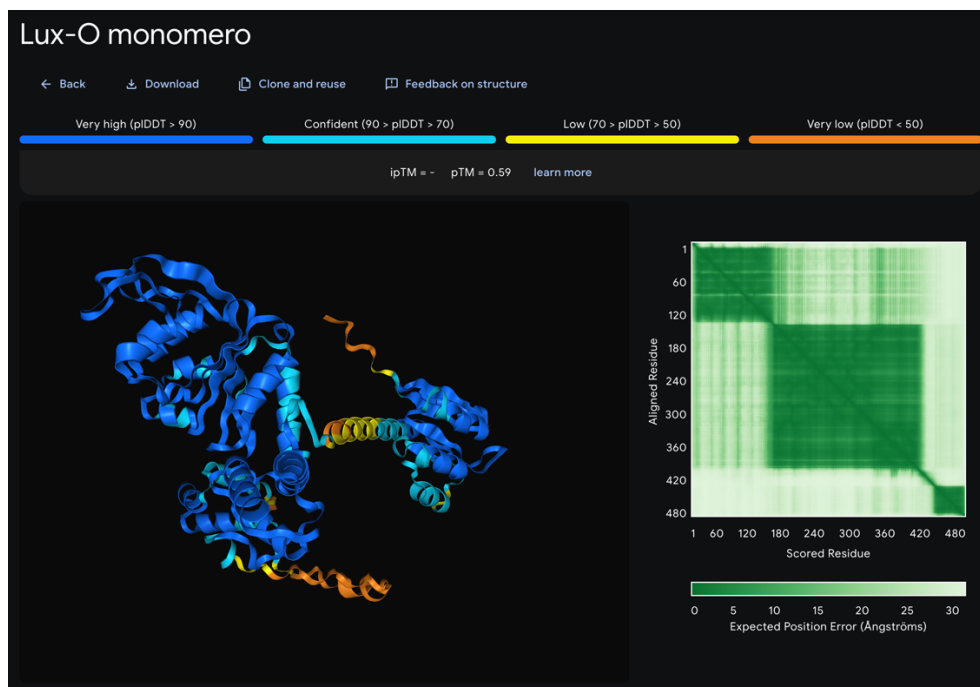 Lux-O monomero
Back Download Clone and reuse Feedback on structure
Very high (plDDT > 90) Confident (90 > plDDT > 70) Low (70 > plDDT > 50) Very low (plDDT < 50)
ipTM = - pTM = 0.59 learn more
Aligned Residue
1
60
120
180
240
300
360
420
480
1 60 120 180 240 300 360 420 480
Scored Residue
0 5 10 15 20 25 30
Expected Position Error (Ångströms)